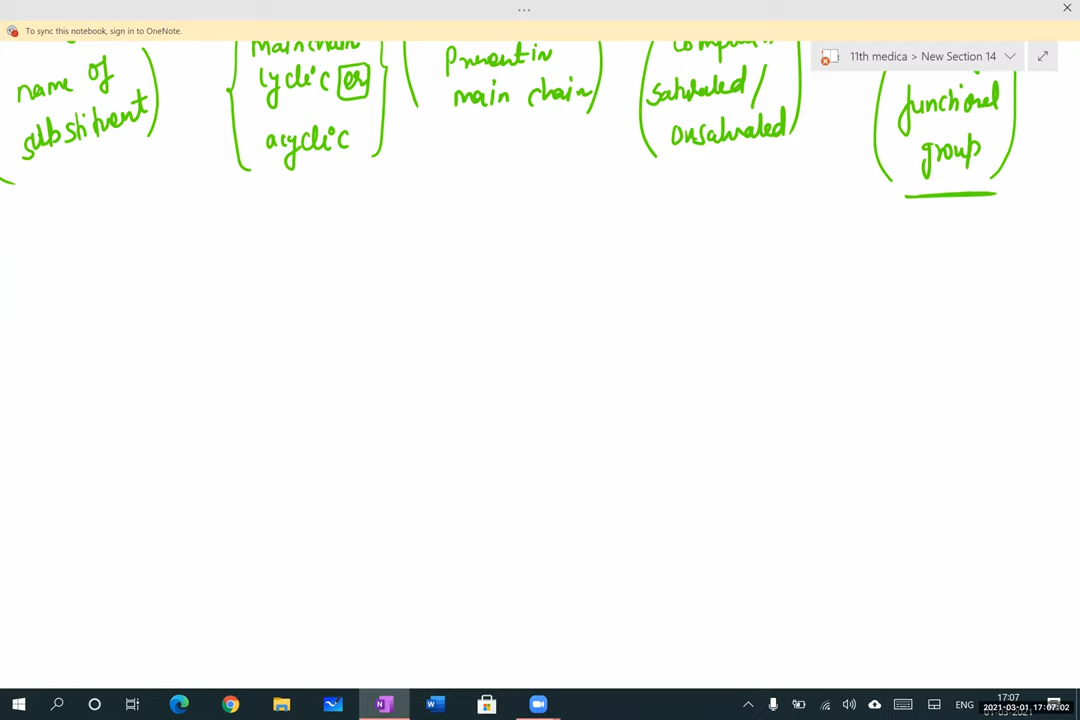 To sync this notebook, sign in to OneNote.
11th medica > New Section 14
name of
substituent
main chain
cyclic or
acyclic
Present in
main chain
saturated /
unsaturated
functional
group
ENG
17:07
2021-03-01 17:07:02